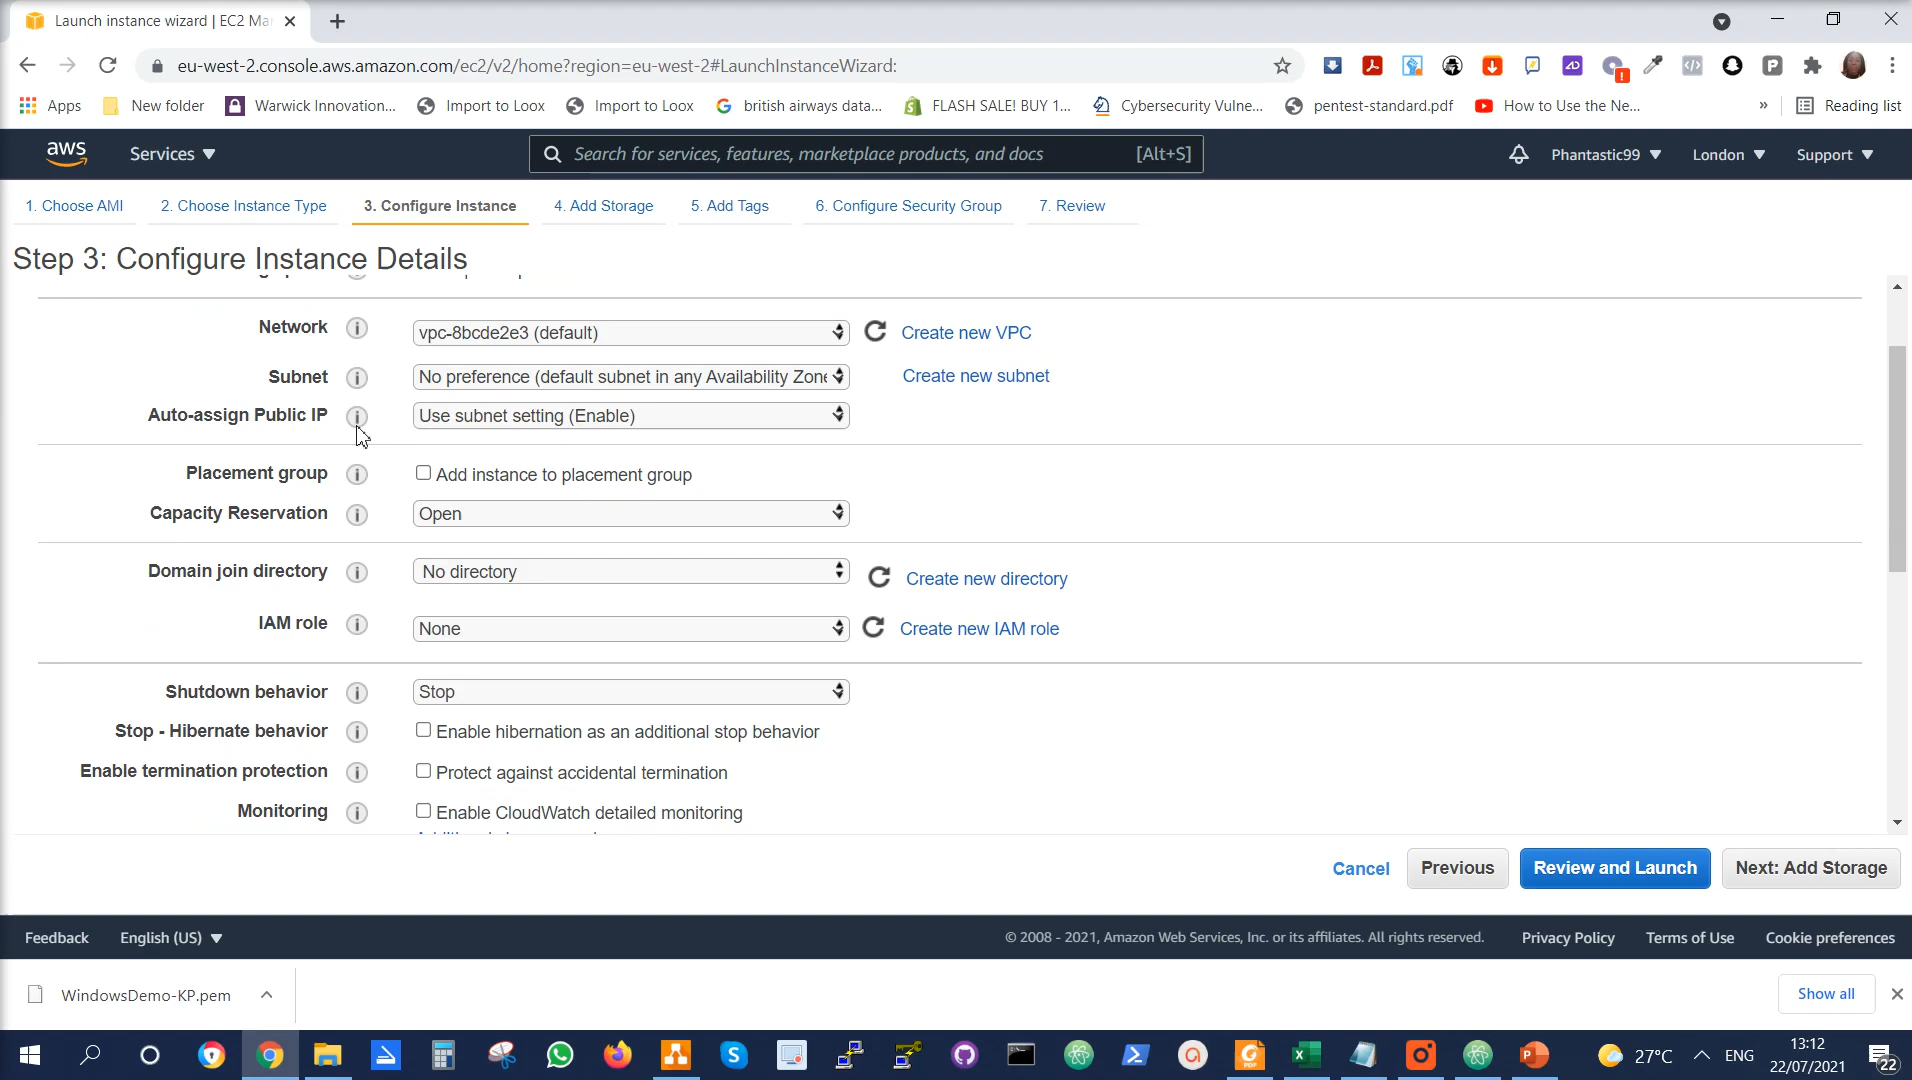 Launch instance wizard | EC2 Ma
eu-west-2.console.aws.amazon.com/ec2/v2/home?region=eu-west-2#LaunchInstanceWizard:
Apps New folder Warwick Innovation... Import to Loox Import to Loox british airways data... FLASH SALE! BUY 1... Cybersecurity Vulne... pentest-standard.pdf How to Use the Ne... » Reading list
aws Services Search for services, features, marketplace products, and docs [Alt+S] Phantastic99 London Support
1. Choose AMI 2. Choose Instance Type 3. Configure Instance 4. Add Storage 5. Add Tags 6. Configure Security Group 7. Review
Step 3: Configure Instance Details
Network vpc-8bcde2e3 (default) Create new VPC
Subnet No preference (default subnet in any Availability Zone Create new subnet
Auto-assign Public IP Use subnet setting (Enable)
Placement group Add instance to placement group
Capacity Reservation Open
Domain join directory No directory Create new directory
IAM role None Create new IAM role
Shutdown behavior Stop
Stop - Hibernate behavior Enable hibernation as an additional stop behavior
Enable termination protection Protect against accidental termination
Monitoring Enable CloudWatch detailed monitoring
Cancel Previous Review and Launch Next: Add Storage
Feedback English (US) © 2008 - 2021, Amazon Web Services, Inc. or its affiliates. All rights reserved. Privacy Policy Terms of Use Cookie preferences
WindowsDemo-KP.pem Show all
27°C ENG 13:12
22/07/2021 22